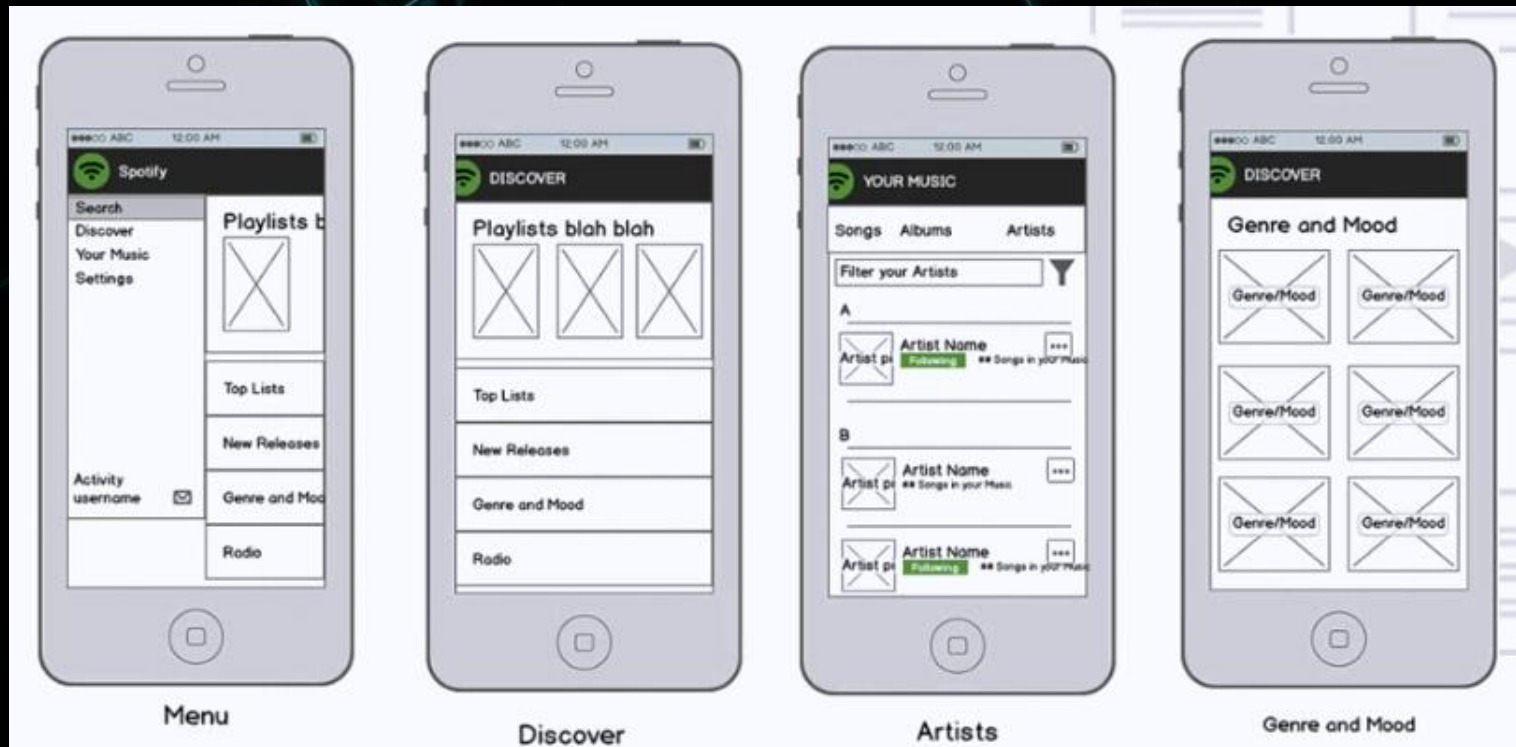 ABC 12:00 AM
Spotify
Search
Discover
Your Music
Settings
Activity
username
Playlists b
Top Lists
New Releases
Genre and Moo
Radio
Menu
ABC 12:00 AM
DISCOVER
Playlists blah blah
Top Lists
New Releases
Genre and Mood
Radio
Discover
ABC 12:00 AM
YOUR MUSIC
Songs Albums Artists
Filter your Artists
A
Artist pi
Artist Name
Following ## Songs in your Music
B
Artist pi
Artist Name
## Songs in your Music
Artist pi
Artist Name
Following ## Songs in your Music
Artists
ABC 12:00 AM
DISCOVER
Genre and Mood
Genre/Mood Genre/Mood
Genre/Mood Genre/Mood
Genre/Mood Genre/Mood
Genre and Mood